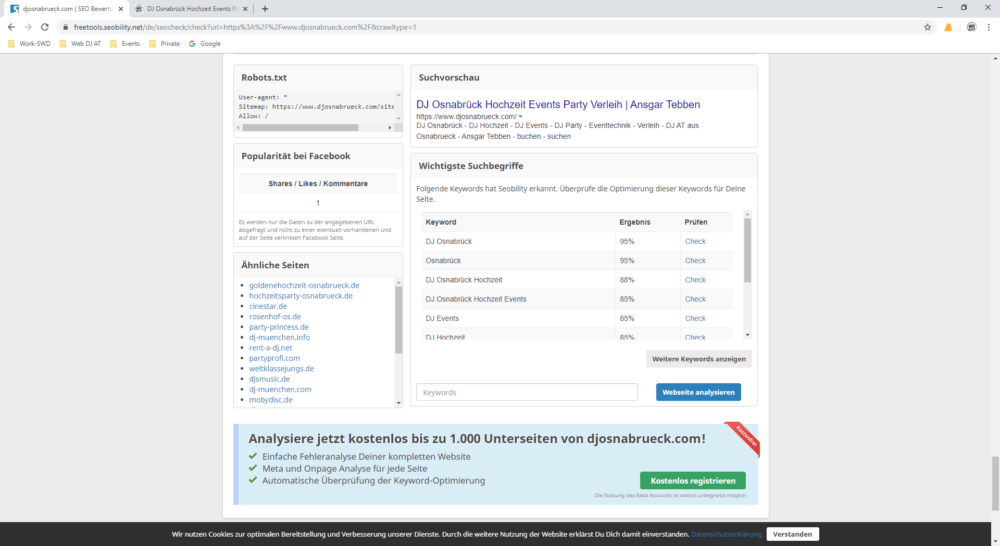 djosnabrueck.com | SEO Bewertu
DJ Osnabrück Hochzeit Events Pa
freetools.seobility.net/de/seocheck/check?url=https%3A%2F%2Fwww.djosnabrueck.com%2F&crawltype=1
Work-SWD
Web DJ AT
Events
Private
Google
Robots.txt
User-agent: *
Sitemap: https://www.djosnabrueck.com/site
Allow: /
Popularität bei Facebook
Shares / Likes / Kommentare
1
Es werden nur die Daten zu der angegebenen URL
abgefragt und nicht zu einer eventuell vorhandenen und
auf der Seite verlinkten Facebook Seite.
Ähnliche Seiten
goldenehochzeit-osnabrueck.de
hochzeitsparty-osnabrueck.de
cinestar.de
rosenhof-os.de
party-princess.de
dj-muenchen.info
rent-a-dj.net
partyprofi.com
weltklassejungs.de
djsmusic.de
dj-muenchen.com
mobydisc.de
Suchvorschau
DJ Osnabrück Hochzeit Events Party Verleih | Ansgar Tebben
https://www.djosnabrueck.com/
DJ Osnabrück - DJ Hochzeit - DJ Events - DJ Party - Eventtechnik - Verleih - DJ AT aus
Osnabrueck - Ansgar Tebben - buchen - suchen
Wichtigste Suchbegriffe
Folgende Keywords hat Seobility erkannt. Überprüfe die Optimierung dieser Keywords für Deine
Seite.
Keyword Ergebnis Prüfen
DJ Osnabrück 95% Check
Osnabrück 95% Check
DJ Osnabrück Hochzeit 88% Check
DJ Osnabrück Hochzeit Events 85% Check
DJ Events 85% Check
DJ Hochzeit 85% Check
Weitere Keywords anzeigen
Keywords
Webseite analysieren
Analysiere jetzt kostenlos bis zu 1.000 Unterseiten von djosnabrueck.com!
Kostenfrei
Einfache Fehleranalyse Deiner kompletten Website
Meta und Onpage Analyse für jede Seite
Automatische Überprüfung der Keyword-Optimierung
Kostenlos registrieren
Die Nutzung des Basis Accounts ist zeitlich unbegrenzt möglich
Wir nutzen Cookies zur optimalen Bereitstellung und Verbesserung unserer Dienste. Durch die weitere Nutzung der Website erklärst Du Dich damit einverstanden. Datenschutzerklärung
Verstanden